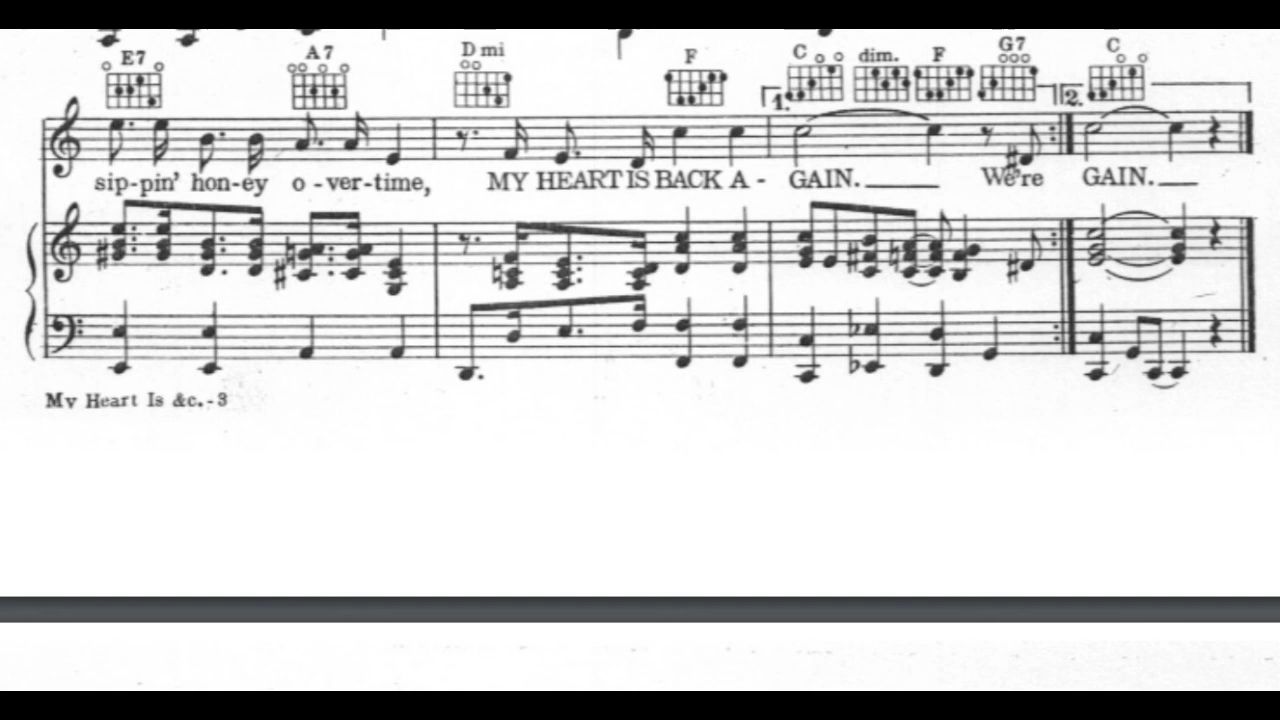 E7 A7 D mi F C dim. F G7 C
1. 2.
sip-pin' hon-ey o-ver-time, MY HEART IS BACK A- GAIN. We're GAIN.
My Heart Is &c.-3